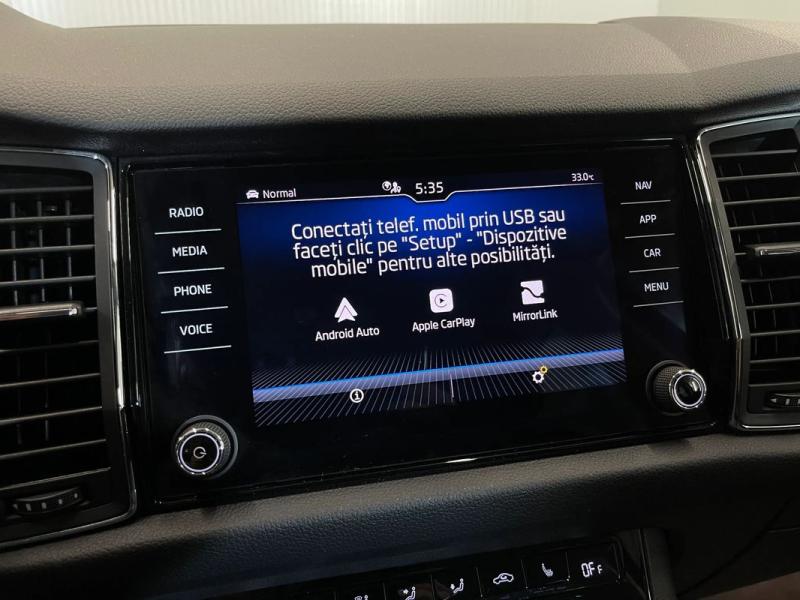 Normal
5:35
33.0°C
RADIO
MEDIA
PHONE
VOICE
Conectați telef. mobil prin USB sau
faceți clic pe "Setup" - "Dispozitive
mobile" pentru alte posibilități.
Android Auto
Apple CarPlay
MirrorLink
NAV
APP
CAR
MENU
OFF